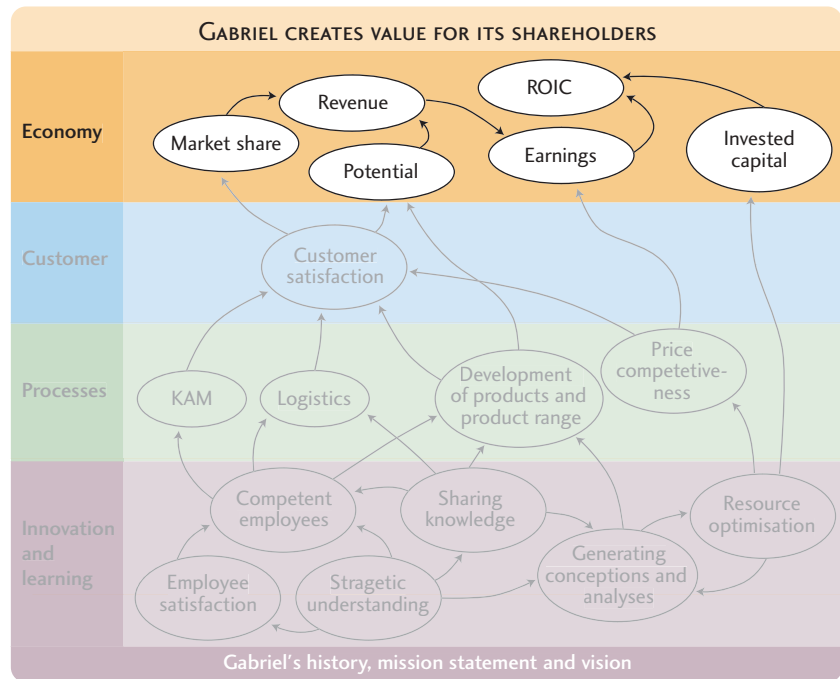 GABRIEL CREATES VALUE FOR ITS SHAREHOLDERS
Economy
Revenue
ROIC
Market share
Invested
capital
Potential
Earnings
Customer
Customer
satisfaction
Processes
KAM
Logistics
Development
of products and
product range
Price
competetive-
ness
Innovation
and
learning
Competent
employees
Sharing
knowledge
Resource
optimisation
Employee
satisfaction
Stragetic
understanding
Generating
conceptions and
analyses
Gabriel's history, mission statement and vision